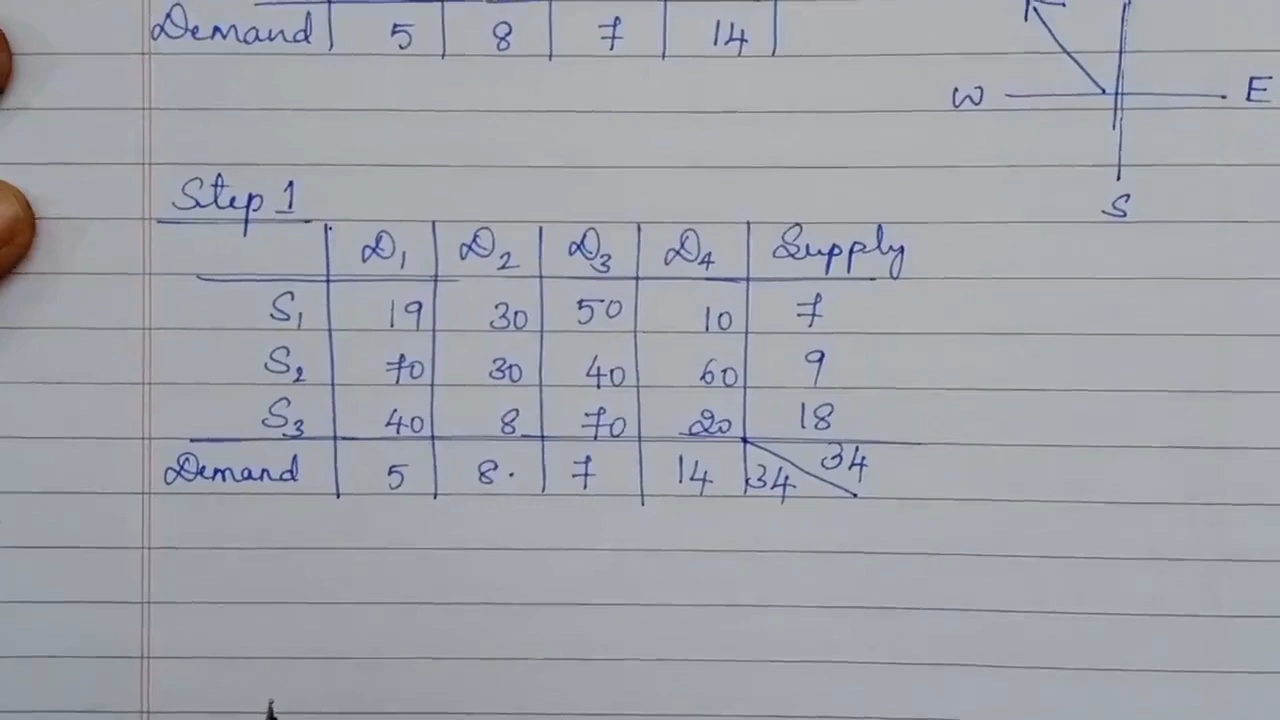 Demand 5 8 7 14
W E
S
Step 1
D1 D2 D3 D4 Supply
S1 19 30 50 10 7
S2 70 30 40 60 9
S3 40 8 70 20 18
Demand 5 8. 7 14 34 34